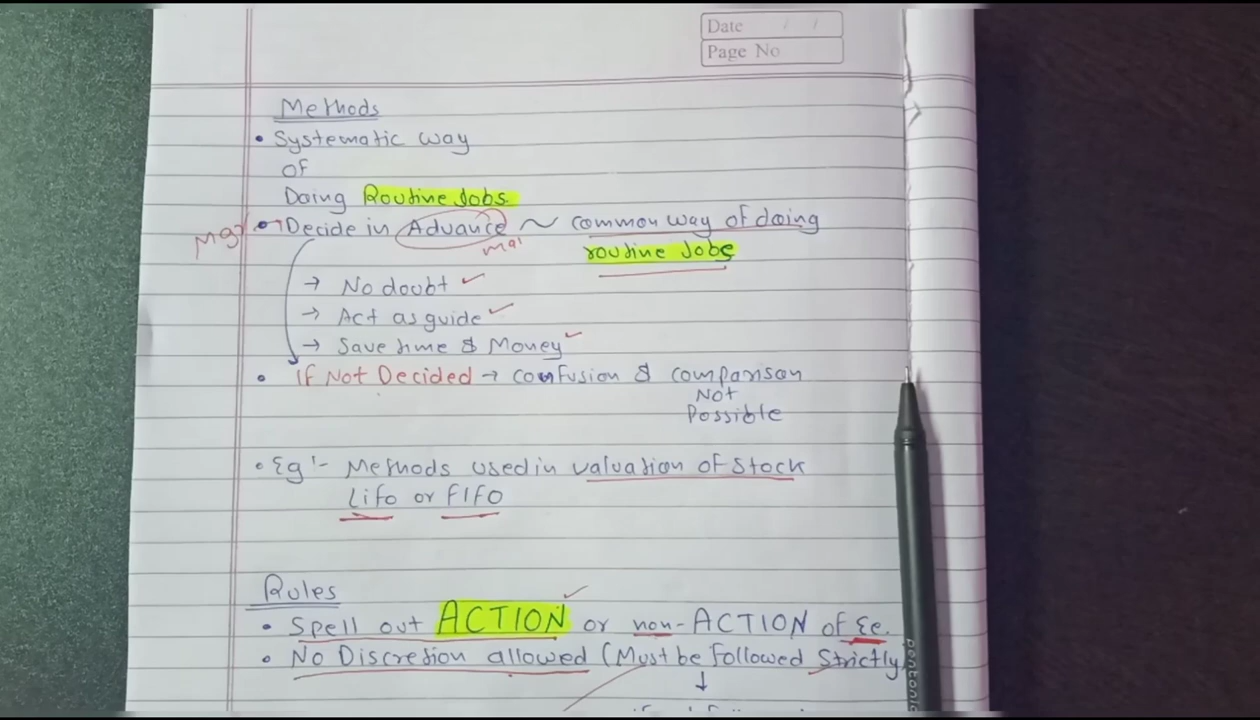 Date / /
Page No
Methods
• Systematic way
OF
Doing Routine Jobs
Mgr • Decide in Advance ~ common way of doing
routine Jobs
→ No doubt ✓
→ Act as guide ✓
→ Save time & Money ✓
• IF Not Decided → confusion & comparison
Not
Possible
• Eg:- Methods used in valuation of Stock
Lifo or FIFO
Rules
• Spell out ACTION or non-ACTION of Ee.
• No Discretion allowed (Must be followed Strictly)
↓
pentonic